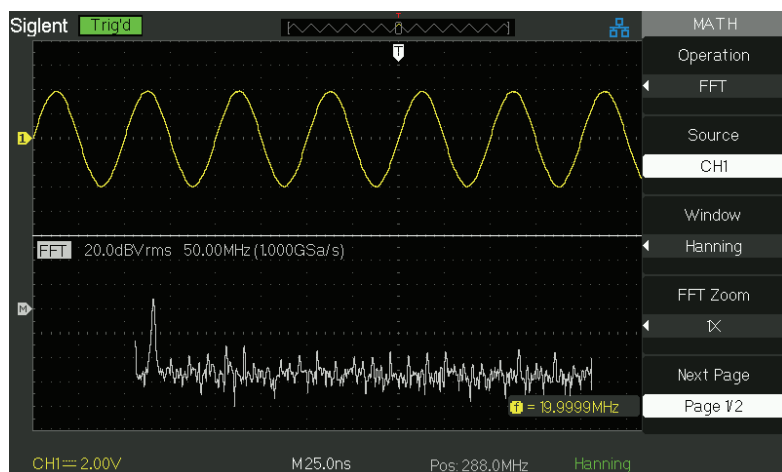 Siglent Trig'd T MATH
T
Operation
FFT
1
Source
CH1
Window
Hanning
FFT 20.0dBVrms 50.00MHz (1.000GSa/s)
FFT Zoom
1X
M
Next Page
Page 1/2
f = 19.9999MHz
CH1 2.00V M 25.0ns Pos: 288.0MHz Hanning